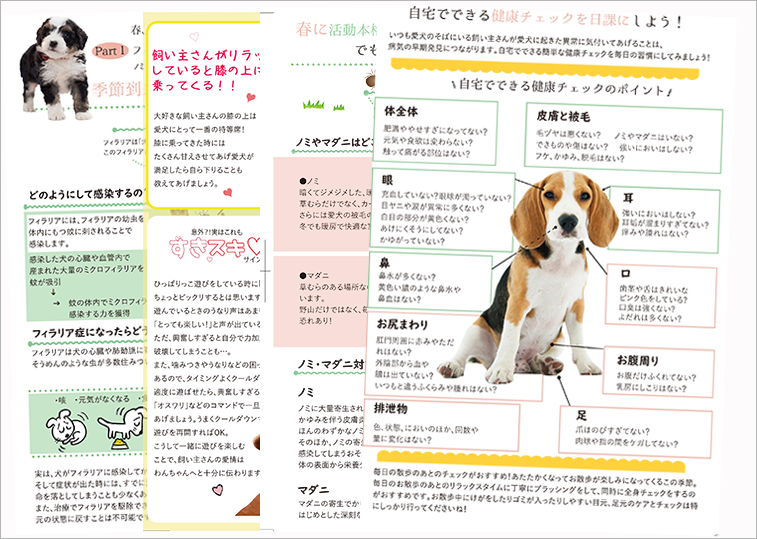 春
Part 1 フ
ノミ
季節到
フィラリアは「
このフィラリア
どのようにして感染するの
フィラリアには、フィラリアの幼虫を
体内にもつ蚊に刺されることで
感染します。
感染した犬の心臓や血管内で
産まれた大量のミクロフィラリアを
蚊が吸引
↓
→ 蚊の体内でミクロフィラ
感染する力を獲得
フィラリア症になったらどう
フィラリアは犬の心臓や肺動脈に寄
そうめんのような虫が多数住みつ
・咳 ・元気がなくなる
実は、犬がフィラリアに感染してか
そして症状が出た時には、すでに
命を落としてしまうことも少なくあ
また、治療でフィラリアを駆除でき
元の状態に戻すことは不可能で
飼い主さんがリラッ
していると膝の上に
乗ってくる！！
大好きな飼い主さんの膝の上は
愛犬にとって一番の特等席！
膝に乗ってきた時には
たくさん甘えさせてあげ愛犬が
満足したら自ら下りることも
教えてあげましょう。
意外?!実はこれも
すきスキ♡
サイン
ひっぱりっこ遊びをしている時に
ちょっとビックリするとは思います
遊んでいるときのうなり声はあま
「とっても楽しい！」と声が出ている
ただ、興奮しすぎると自分で力加
破壊してしまうことも…。
また、噛みつきやうなりなどの困っ
あるので、タイミングよくクールダ
適度に遊ばせたら、興奮しすぎる
「オスワリ」などのコマンドで一旦
あげましょう。うまくクールダウン
遊びを再開すればOK。
こうして一緒に遊びを楽しむ
ことで、飼い主さんの愛情は
わんちゃんへと十分に伝わります
春に活動本格
でも
ノミやマダニはどこ
●ノミ
暗くてジメジメした、暖
草むらだけでなく、カー
さらには愛犬の被毛の
冬でも暖房で快適な室
●マダニ
草むらのある場所な
います。
野山だけではなく、
恐れあり！
ノミ・マダニ対
ノミ
ノミに大量寄生され
かゆみを伴う皮膚炎
ほんのわずかなノミ
そのほか、ノミの寄
感染してしまうおそ
体の表面から栄養
マダニ
マダニの寄生でか
はじめとした深刻な
自宅でできる健康チェックを日課にしよう！
いつも愛犬のそばにいる飼い主さんが愛犬に起きた異常に気付いてあげることは、
病気の早期発見につながります。自宅でできる簡単な健康チェックを毎日の習慣にしてみましょう！
\自宅でできる健康チェックのポイント/
体全体
肥満ややせすぎになってない？
元気や食欲は変わらない？
触って痛がる部位はない？
皮膚と被毛
毛ヅヤは悪くない？ ノミやマダニはいない？
できものや傷はない？ 強いにおいはしない？
フケ、かゆみ、脱毛はない？
眼
充血していない？眼球が濁っていない？
目ヤニや涙が異常に多くない？
白目の部分が黄色くない？
あけにくそうにしてない？
かゆがっていない？
耳
強いにおいはしない？
耳垢が溜まりすぎてない？
痒みや腫れはない？
鼻
鼻水が多くない？
黄色い膿のような鼻水や
鼻血はない？
口
歯茎や舌はきれいな
ピンク色をしている？
口臭は強くない？
よだれは多くない？
お尻まわり
肛門周囲に赤みやただ
れはない？
外陰部から血や
膿は出ていない？
いつもと違うふくらみや腫れはない？
お腹周り
お腹だけふくれてない？
乳房にしこりはない？
排泄物
色、状態、においのほか、回数や
量に変化はない？
足
爪はのびすぎてない？
肉球や指の間をケガしてない？
毎日の散歩のあとのチェックがおすすめ！あたたかくなってお散歩が楽しみになってくるこの季節。
毎日のお散歩のあとのリラックスタイムに丁寧にブラッシングをして、同時に全身チェックをするの
がおすすめです。お散歩中にけがをしたりゴミが入ったりしやすい目元、足元のケアとチェックは特
にしっかり行ってくださいね！